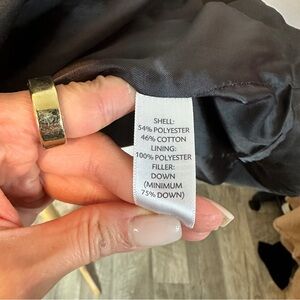 SHELL:
54% POLYESTER
46% COTTON
LINING:
100% POLYESTER
FILLER:
DOWN
(MINIMUM
75% DOWN)